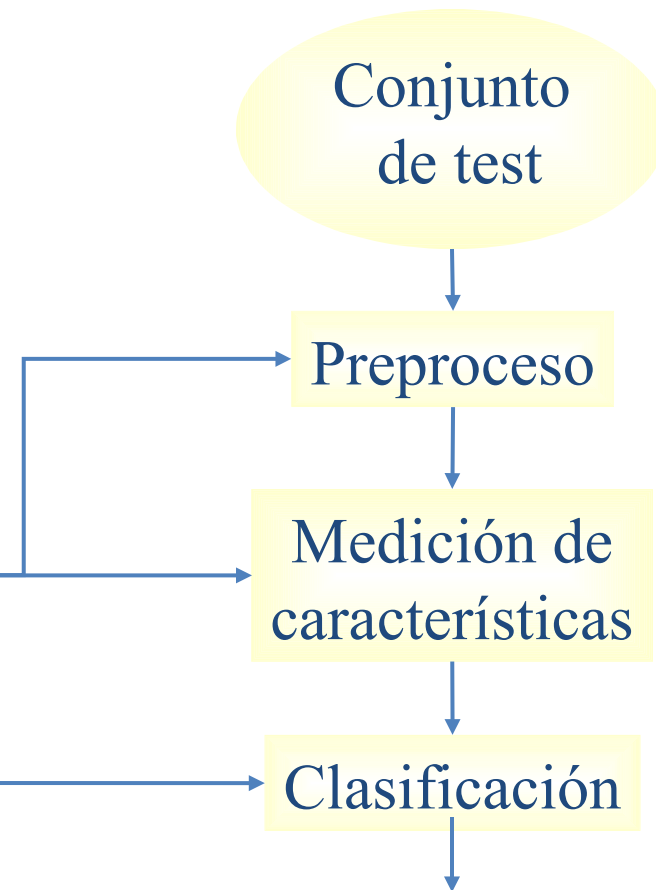 Conjunto
de test
Preproceso
Medición de
características
Clasificación